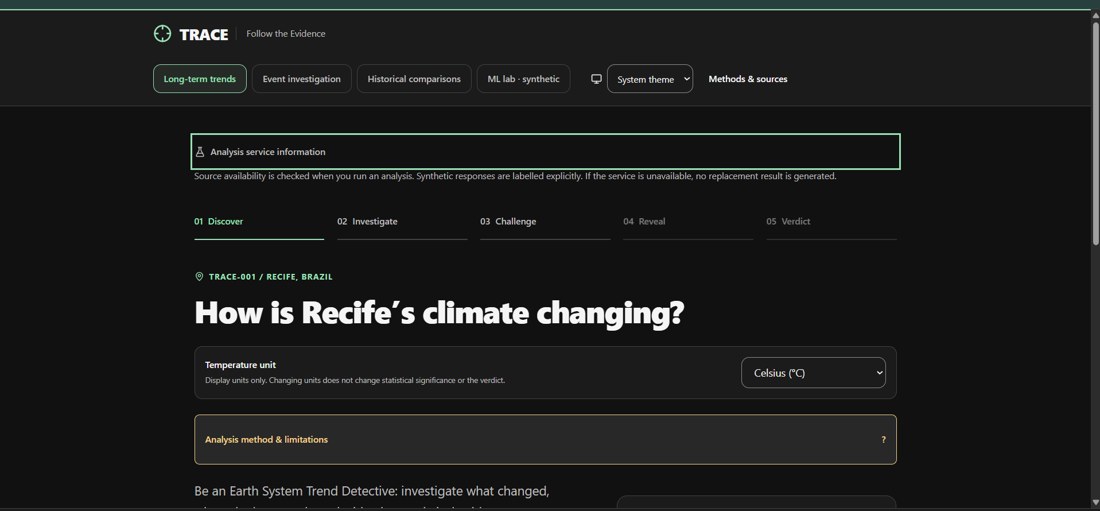 TRACE
Follow the Evidence
Long-term trends
Event investigation
Historical comparisons
ML lab · synthetic
System theme
Methods & sources
Analysis service information
Source availability is checked when you run an analysis. Synthetic responses are labelled explicitly. If the service is unavailable, no replacement result is generated.
01 Discover
02 Investigate
03 Challenge
04 Reveal
05 Verdict
TRACE-001 / RECIFE, BRAZIL
How is Recife’s climate changing?
Temperature unit
Display units only. Changing units does not change statistical significance or the verdict.
Celsius (°C)
Analysis method & limitations
?
Be an Earth System Trend Detective: investigate what changed,